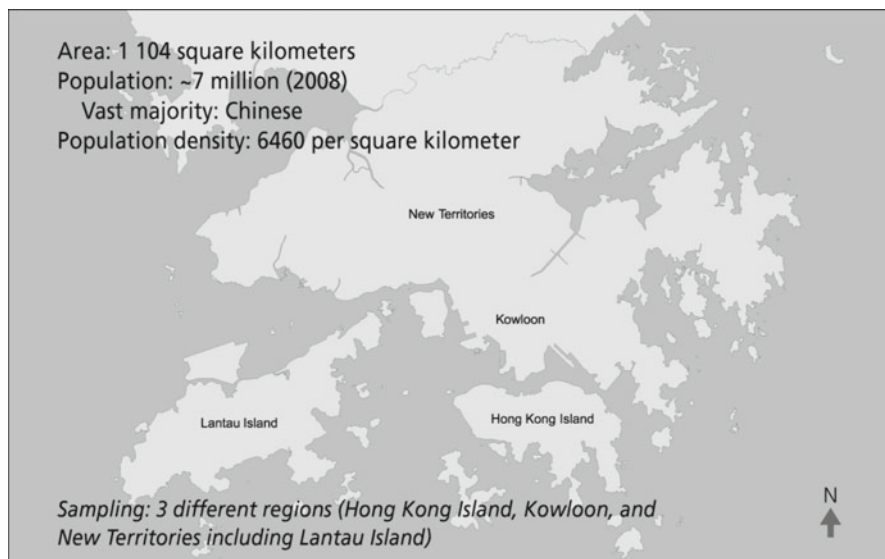 Area: 1 104 square kilometers
Population: ~7 million (2008)
Vast majority: Chinese
Population density: 6460 per square kilometer
New Territories
Kowloon
Lantau Island
Hong Kong Island
Sampling: 3 different regions (Hong Kong Island, Kowloon, and
New Territories including Lantau Island)
N